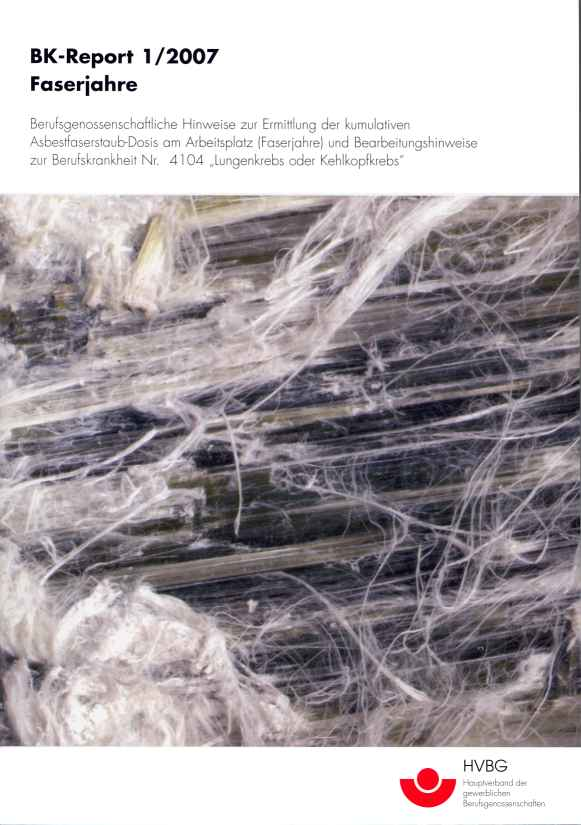 BK-Report 1/2007
Faserjahre
Berufsgenossenschaftliche Hinweise zur Ermittlung der kumulativen
Asbestfaserstaub-Dosis am Arbeitsplatz (Faserjahre) und Bearbeitungshinweise
zur Berufskrankheit Nr. 4104 „Lungenkrebs oder Kehlkopfkrebs“
HVBG
Hauptverband der
gewerblichen
Berufsgenossenschaften